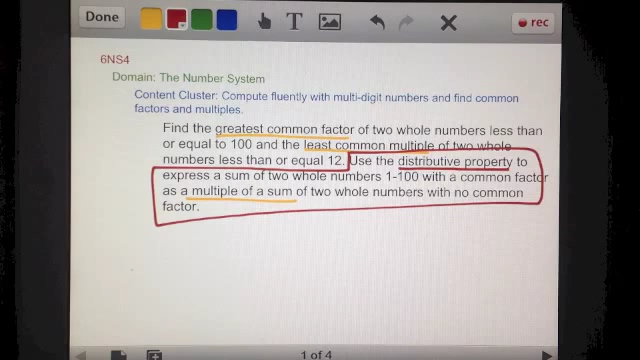 Done
T
rec
6NS4
Domain: The Number System
Content Cluster: Compute fluently with multi-digit numbers and find common
factors and multiples.
Find the greatest common factor of two whole numbers less than
or equal to 100 and the least common multiple of two whole
numbers less than or equal 12. Use the distributive property to
express a sum of two whole numbers 1-100 with a common factor
as a multiple of a sum of two whole numbers with no common
factor.
1 of 4